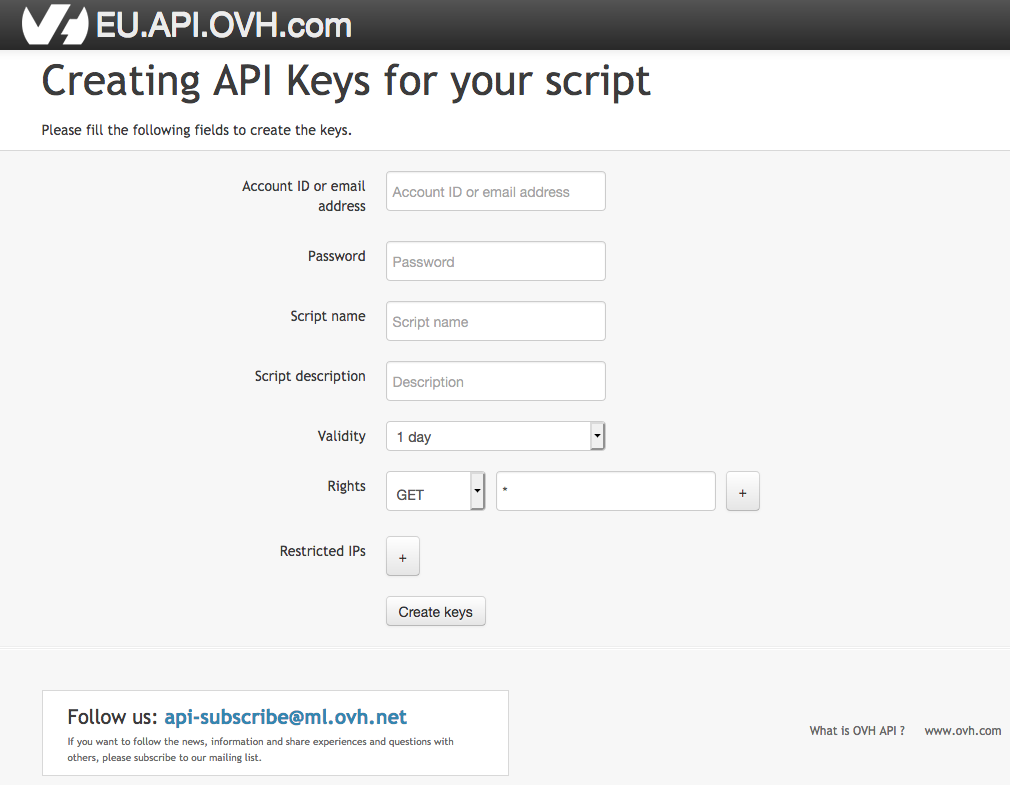 EU.API.OVH.com
Creating API Keys for your script
Please fill the following fields to create the keys.
Account ID or email
address
Account ID or email address
Password
Password
Script name
Script name
Script description
Description
Validity
1 day
Rights
GET
*
+
Restricted IPs
+
Create keys
Follow us: api-subscribe@ml.ovh.net
If you want to follow the news, information and share experiences and questions with
others, please subscribe to our mailing list.
What is OVH API ?
www.ovh.com